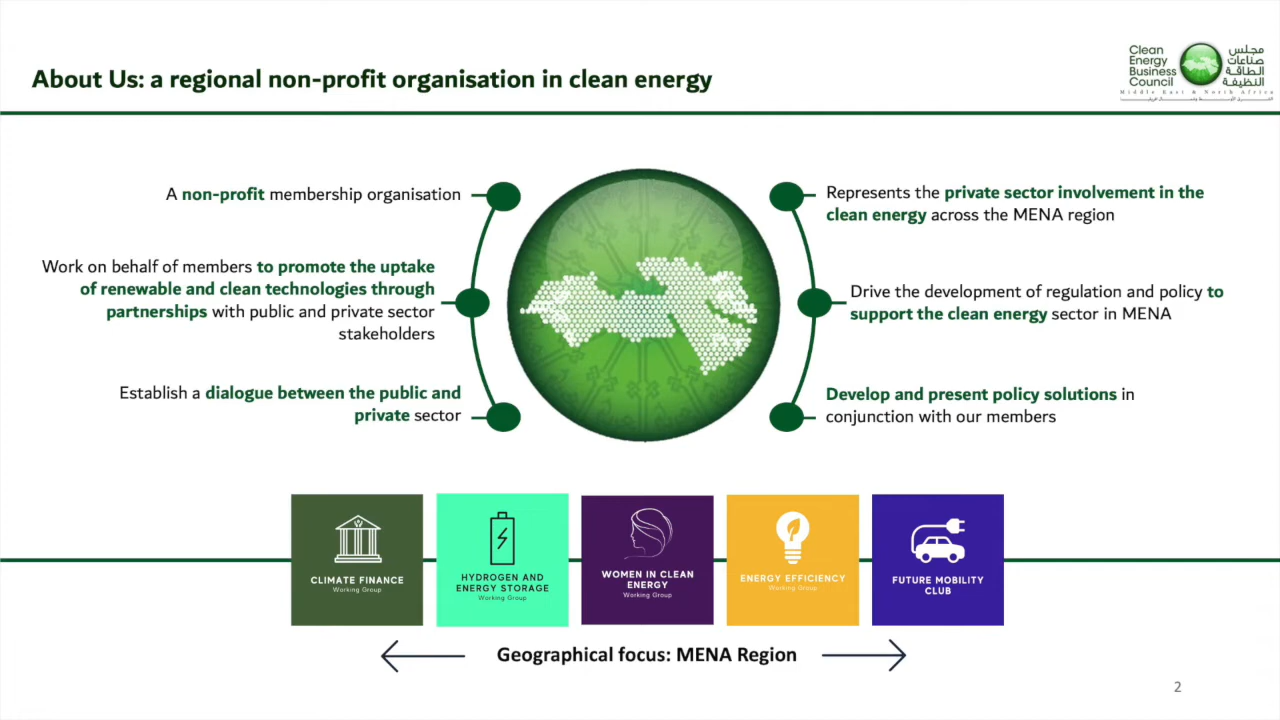 About Us: a regional non-profit organisation in clean energy
Clean
Energy
Business
Council
مجلس
صناعات
الطاقة
النظيفة
Middle East & North Africa
A non-profit membership organisation
Work on behalf of members to promote the uptake
of renewable and clean technologies through
partnerships with public and private sector
stakeholders
Establish a dialogue between the public and
private sector
Represents the private sector involvement in the
clean energy across the MENA region
Drive the development of regulation and policy to
support the clean energy sector in MENA
Develop and present policy solutions in
conjunction with our members
CLIMATE FINANCE
Working Group
HYDROGEN AND
ENERGY STORAGE
Working Group
WOMEN IN CLEAN
ENERGY
Working Group
ENERGY EFFICIENCY
Working Group
FUTURE MOBILITY
CLUB
Geographical focus: MENA Region
2